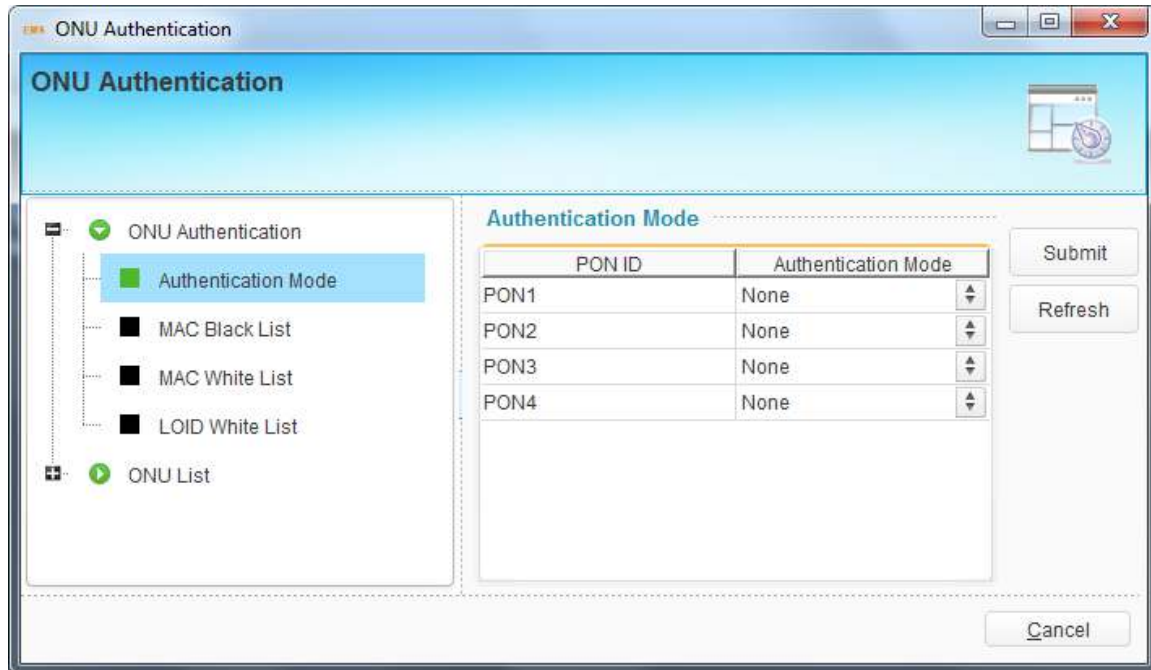 ONU Authentication
ONU Authentication
ONU Authentication
Authentication Mode
MAC Black List
MAC White List
LOID White List
ONU List
Authentication Mode
PON ID Authentication Mode
PON1 None
PON2 None
PON3 None
PON4 None
Submit
Refresh
Cancel